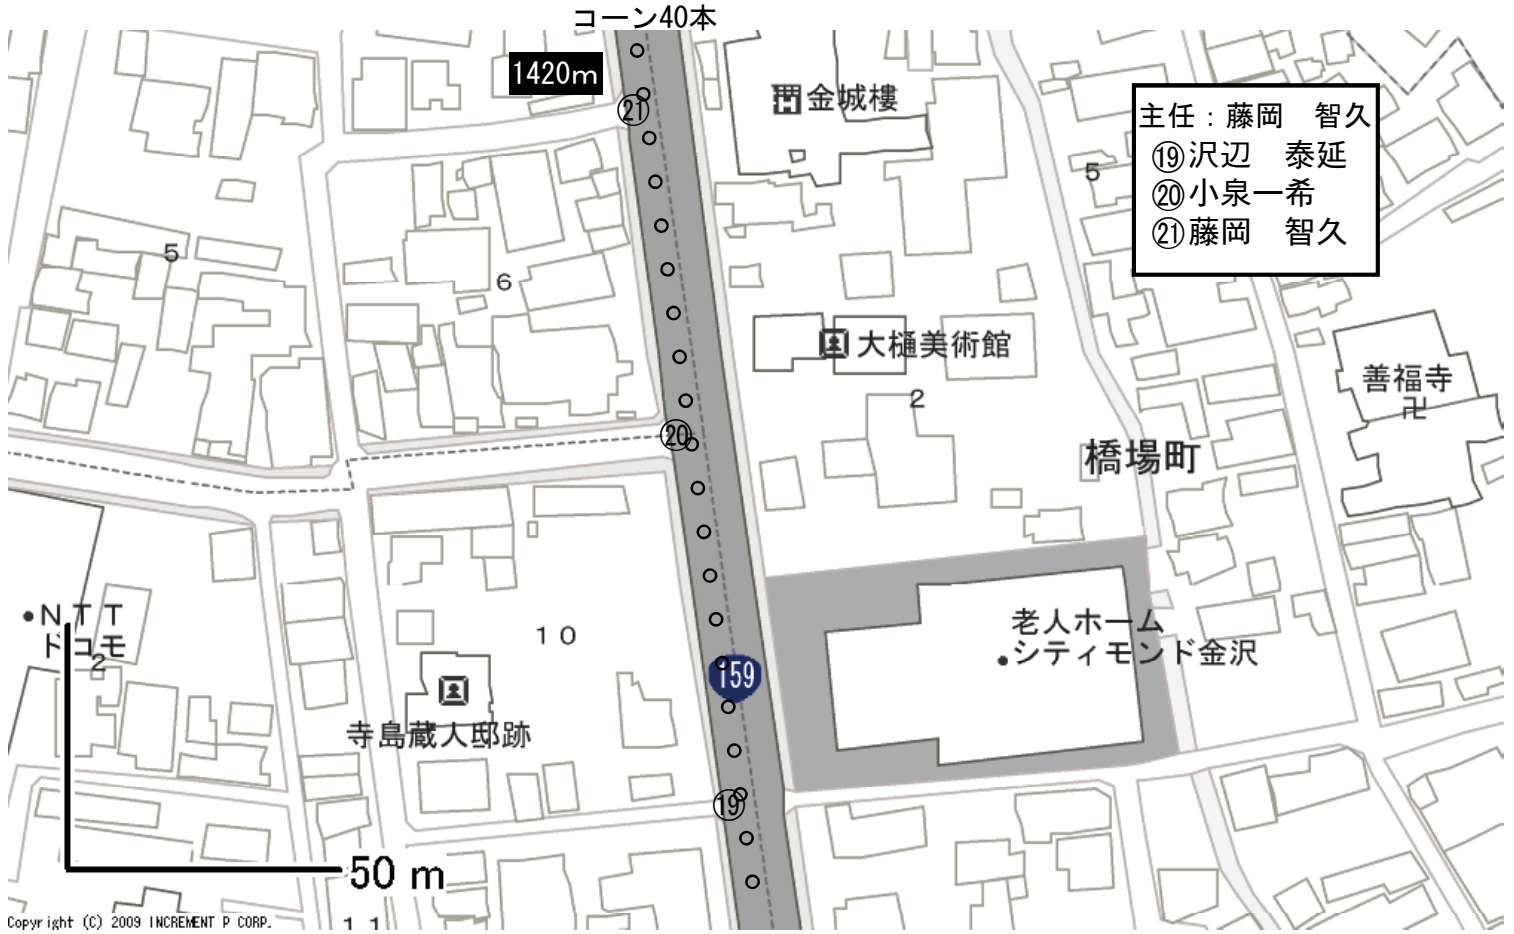 コーン40本
1420m
㉑
金城樓
主任：藤岡　智久
⑲沢辺　泰延
⑳小泉一希
㉑藤岡　智久
5
5
6
大樋美術館
2
善福寺
卍
⑳
橋場町
NTT
ドコモ
2
10
老人ホーム
シティモンド金沢
159
寺島蔵人邸跡
⑲
50 m
11
Copyright (C) 2009 INCREMENT P CORP.